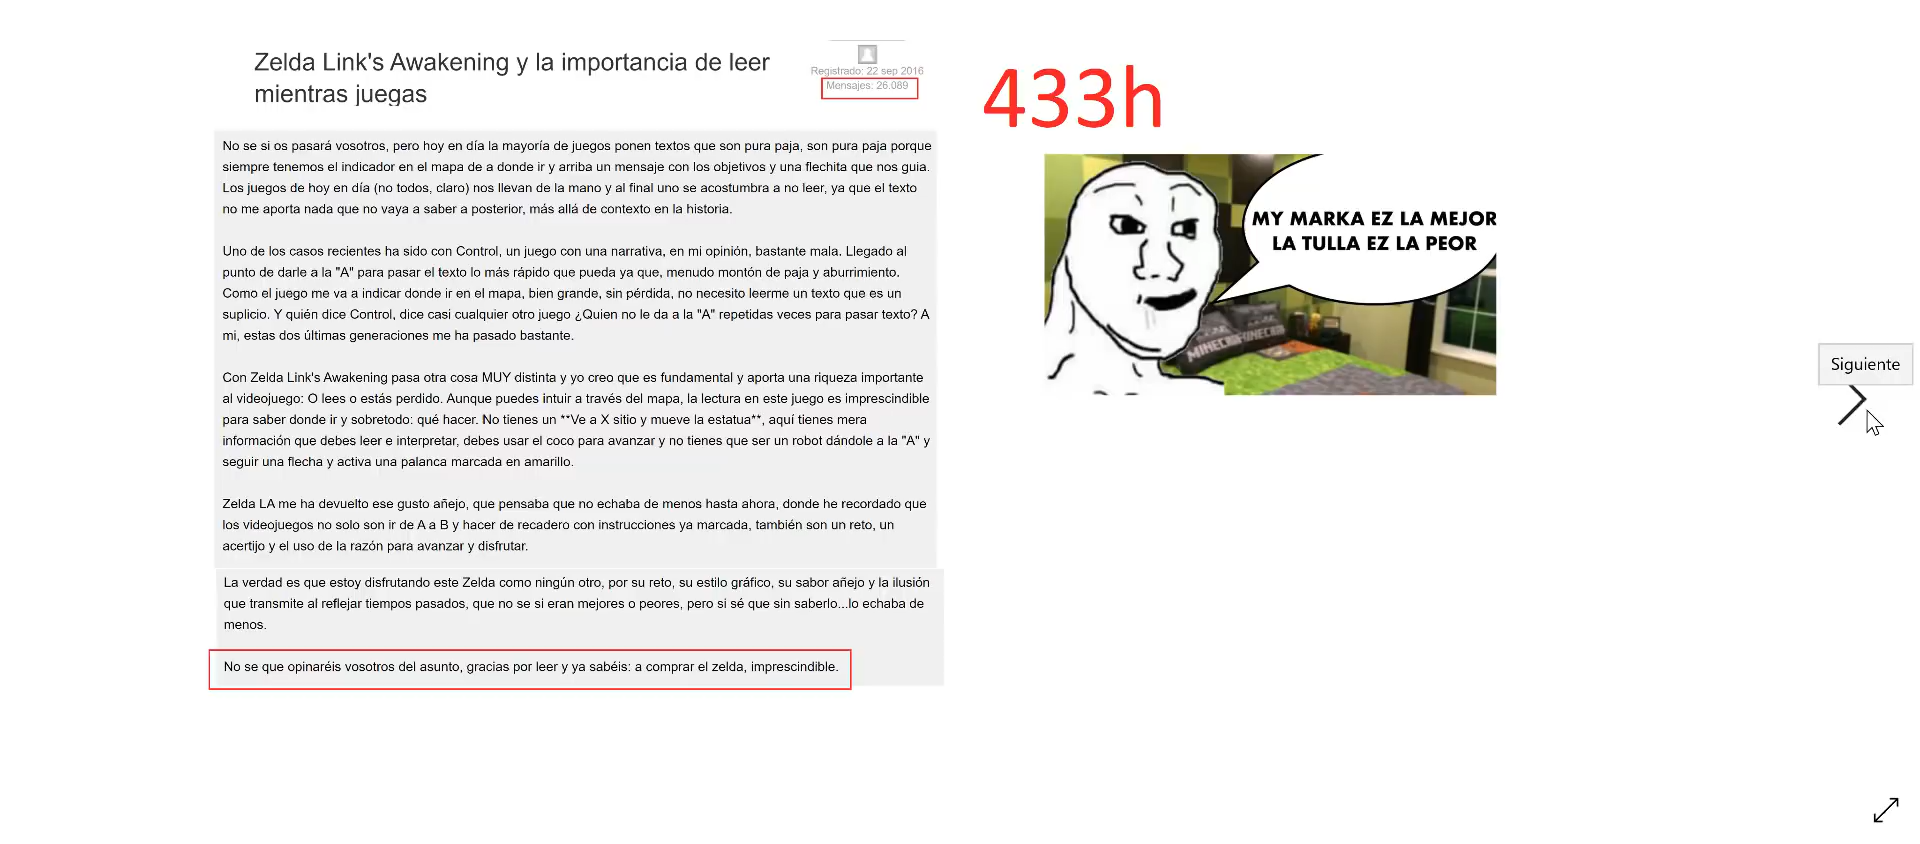 Zelda Link's Awakening y la importancia de leer
mientras juegas
Registrado: 22 sep 2016
Mensajes: 26.089
No se si os pasará vosotros, pero hoy en día la mayoría de juegos ponen textos que son pura paja, son pura paja porque
siempre tenemos el indicador en el mapa de a donde ir y arriba un mensaje con los objetivos y una flechita que nos guia.
Los juegos de hoy en día (no todos, claro) nos llevan de la mano y al final uno se acostumbra a no leer, ya que el texto
no me aporta nada que no vaya a saber a posterior, más allá de contexto en la historia.
Uno de los casos recientes ha sido con Control, un juego con una narrativa, en mi opinión, bastante mala. Llegado al
punto de darle a la "A" para pasar el texto lo más rápido que pueda ya que, menudo montón de paja y aburrimiento.
Como el juego me va a indicar donde ir en el mapa, bien grande, sin pérdida, no necesito leerme un texto que es un
suplicio. Y quién dice Control, dice casi cualquier otro juego ¿Quien no le da a la "A" repetidas veces para pasar texto? A
mi, estas dos últimas generaciones me ha pasado bastante.
Con Zelda Link's Awakening pasa otra cosa MUY distinta y yo creo que es fundamental y aporta una riqueza importante
al videojuego: O lees o estás perdido. Aunque puedes intuir a través del mapa, la lectura en este juego es imprescindible
para saber donde ir y sobretodo: qué hacer. No tienes un **Ve a X sitio y mueve la estatua**, aquí tienes mera
información que debes leer e interpretar, debes usar el coco para avanzar y no tienes que ser un robot dándole a la "A" y
seguir una flecha y activa una palanca marcada en amarillo.
Zelda LA me ha devuelto ese gusto añejo, que pensaba que no echaba de menos hasta ahora, donde he recordado que
los videojuegos no solo son ir de A a B y hacer de recadero con instrucciones ya marcada, también son un reto, un
acertijo y el uso de la razón para avanzar y disfrutar.
La verdad es que estoy disfrutando este Zelda como ningún otro, por su reto, su estilo gráfico, su sabor añejo y la ilusión
que transmite al reflejar tiempos pasados, que no se si eran mejores o peores, pero si sé que sin saberlo...lo echaba de
menos.
No se que opinaréis vosotros del asunto, gracias por leer y ya sabéis: a comprar el zelda, imprescindible.
433h
MY MARKA EZ LA MEJOR
LA TULLA EZ LA PEOR
Siguiente